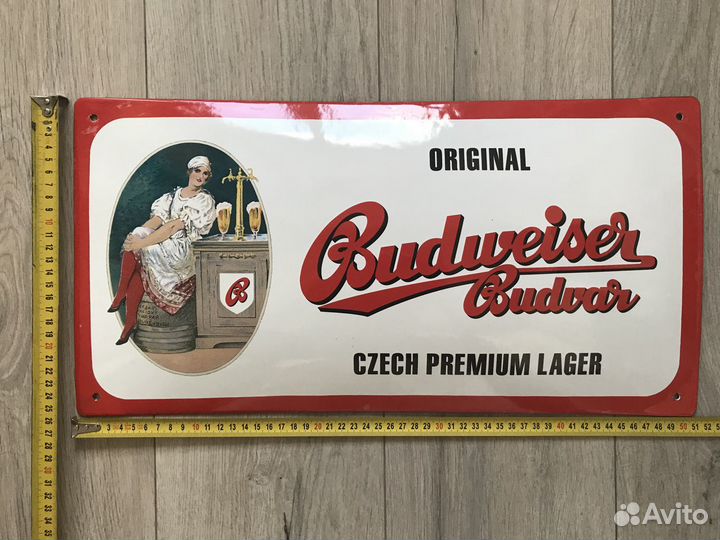 ORIGINAL
Budweiser
Budvar
CZECH PREMIUM LAGER
B
Avito